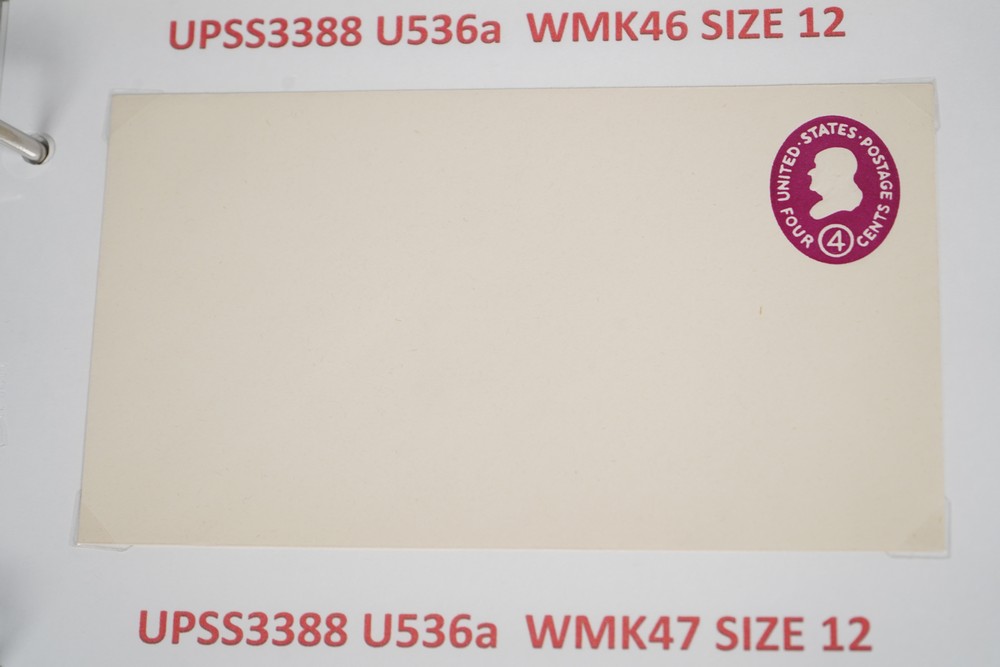 UPSS3388 U536a WMK46 SIZE 12
UNITED·STATES·POSTAGE
FOUR 4 CENTS
UPSS3388 U536a WMK47 SIZE 12